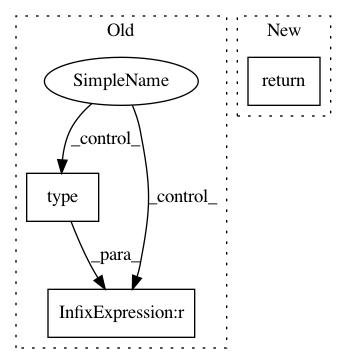 Old
New
SimpleName
return
_control_
type
_control_
_para_
InfixExpression:r